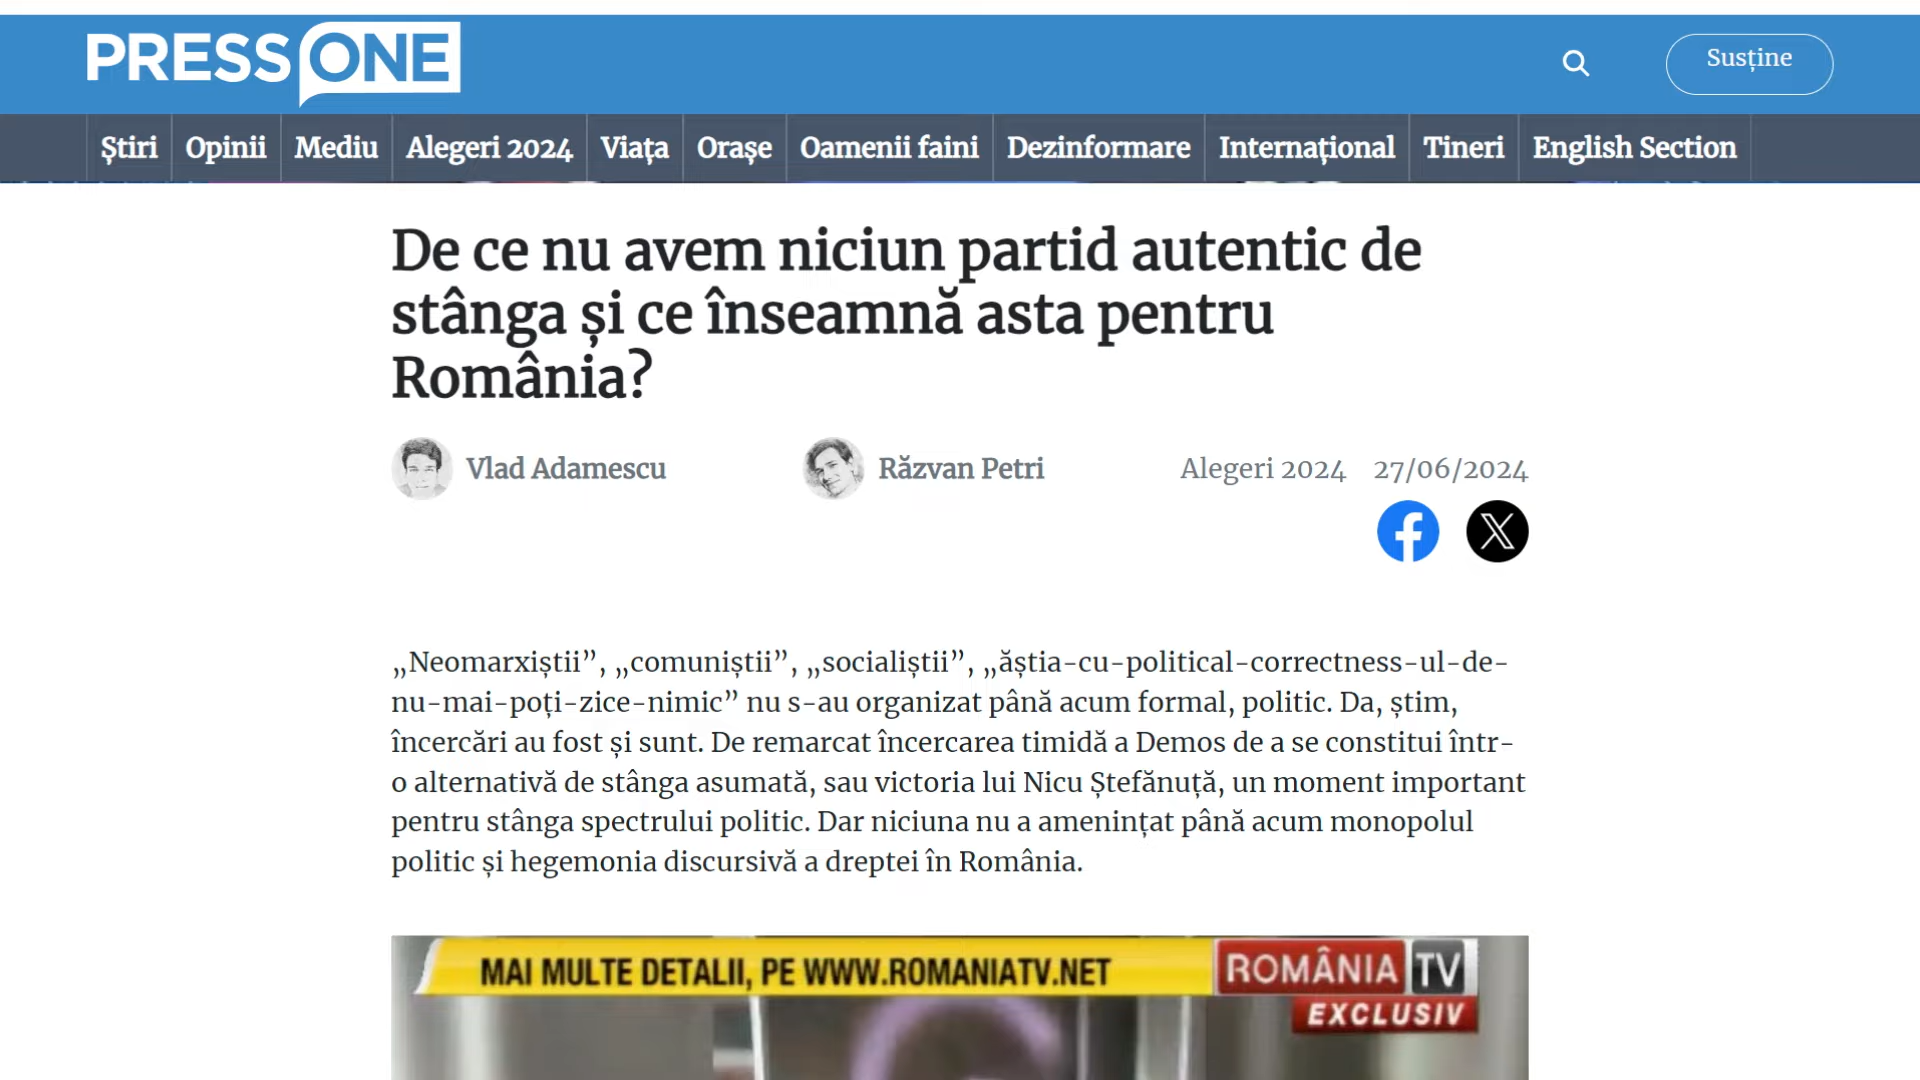 PRESSONE
Susține
Știri
Opinii
Mediu
Alegeri 2024
Viața
Orașe
Oamenii faini
Dezinformare
Internațional
Tineri
English Section
De ce nu avem niciun partid autentic de
stânga și ce înseamnă asta pentru
România?
Vlad Adamescu
Răzvan Petri
Alegeri 2024
27/06/2024
„Neomarxiștii”, „comuniștii”, „socialiștii”, „ăștia-cu-political-correctness-ul-de-
nu-mai-poți-zice-nimic” nu s-au organizat până acum formal, politic. Da, știm,
încercări au fost și sunt. De remarcat încercarea timidă a Demos de a se constitui într-
o alternativă de stânga asumată, sau victoria lui Nicu Ștefănuță, un moment important
pentru stânga spectrului politic. Dar niciuna nu a amenințat până acum monopolul
politic și hegemonia discursivă a dreptei în România.
MAI MULTE DETALII, PE WWW.ROMANIATV.NET
ROMÂNIA TV
EXCLUSIV